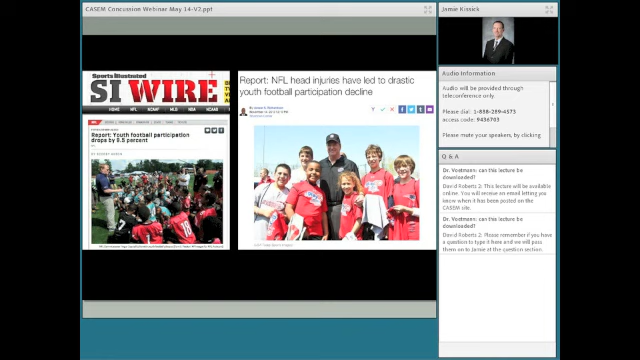 CASEM Concussion Webinar May 14-V2.ppt
Sports Illustrated
SI WIRE
HOME NFL NCAAF MLB NBA NCAAB
Report: Youth football participation
drops by 9.5 percent
Report: NFL head injuries have led to drastic
youth football participation decline
Jamie Kissick
Audio Information
Audio will be provided through
teleconference only.
Please dial: 1-888-289-4573
access code: 9436703
Please mute your speakers, by clicking
Q & A
Dr. Vostmann: can this lecture be
downloaded?
David Roberts 2: This lecture will be available
online. You will receive an email letting you
know when it has been posted on the
CASEM site.
Dr. Vostmann: can this lecture be
downloaded?
David Roberts 2: Please remember if you have
a question to type it here and we will pass
them on to Jamie at the question section.